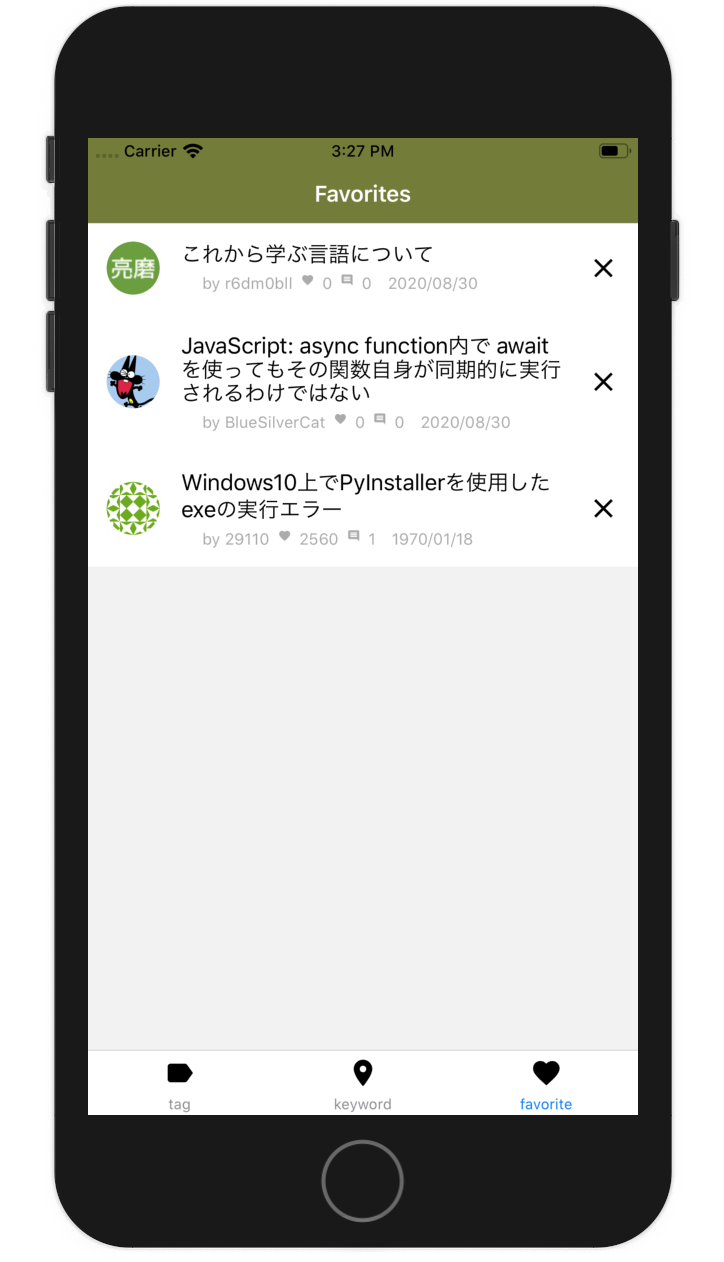 Carrier 3:27 PM
Favorites
亮磨
これから学ぶ言語について
by r6dm0bll 0 0 2020/08/30
JavaScript: async function内で await
を使ってもその関数自身が同期的に実行
されるわけではない
by BlueSilverCat 0 0 2020/08/30
Windows10上でPyInstallerを使用した
exeの実行エラー
by 29110 2560 1 1970/01/18
tag keyword favorite